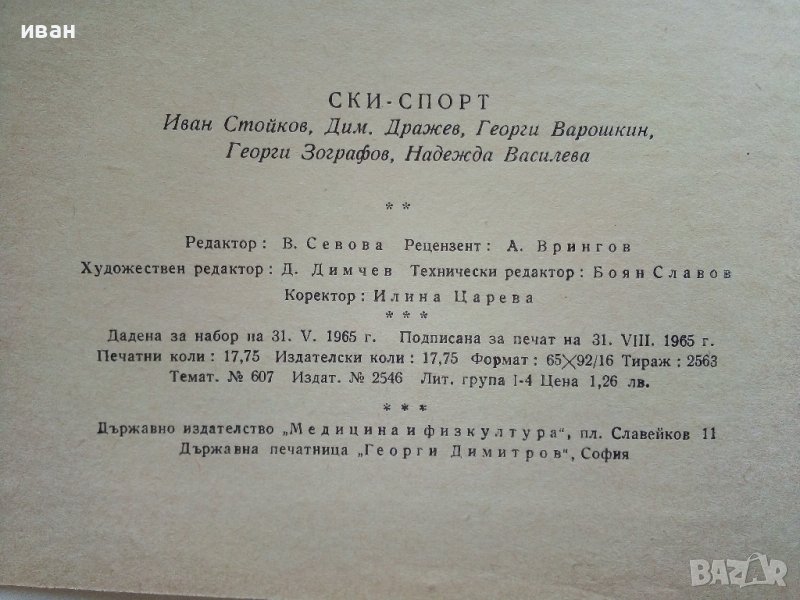 иван
СКИ-СПОРТ
Иван Стойков, Дим. Дражев, Георги Варошкин,
Георги Зографов, Надежда Василева
* *
Редактор: В. Севова Рецензент: А. Врингов
Художествен редактор: Д. Димчев Технически редактор: Боян Славов
Коректор: Илина Царева
* * *
Дадена за набор на 31. V. 1965 г. Подписана за печат на 31. VIII. 1965 г.
Печатни коли: 17,75 Издателски коли: 17,75 Формат: 65×92/16 Тираж: 2563
Темат. № 607 Издат. № 2546 Лит. група I-4 Цена 1,26 лв.
* * *
Държавно издателство „Медицина и физкултура“, пл. Славейков 11
Държавна печатница „Георги Димитров“, София
BAZAR